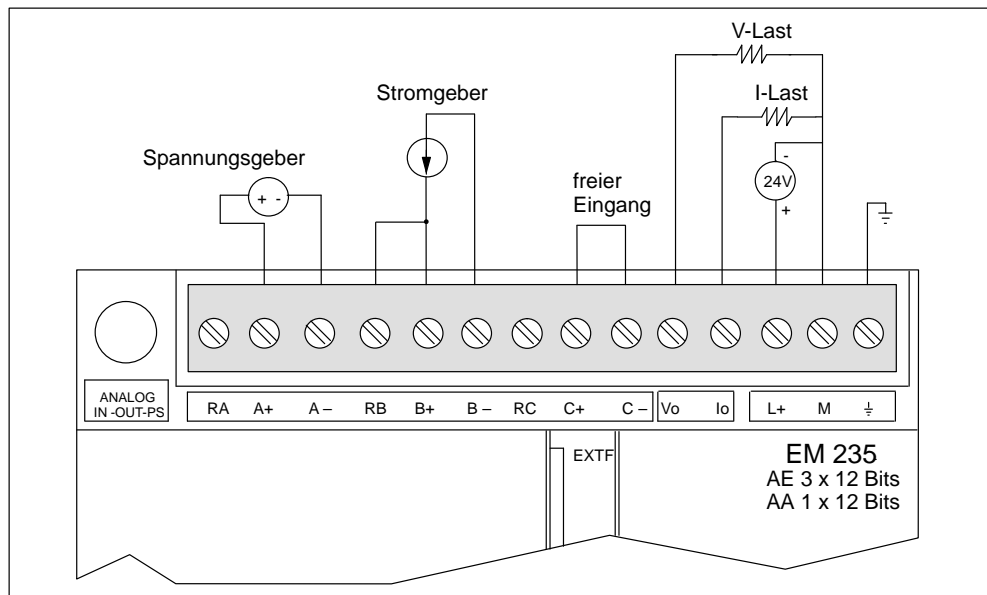 V-Last
-
I-Last
Stromgeber
Spannungsgeber
+ -
-
24V
+
freier
Eingang
ANALOG
IN -OUT-PS
RA A+ A – RB B+ B – RC C+ C – Vo Io L+ M
EXTF
EM 235
AE 3 x 12 Bits
AA 1 x 12 Bits